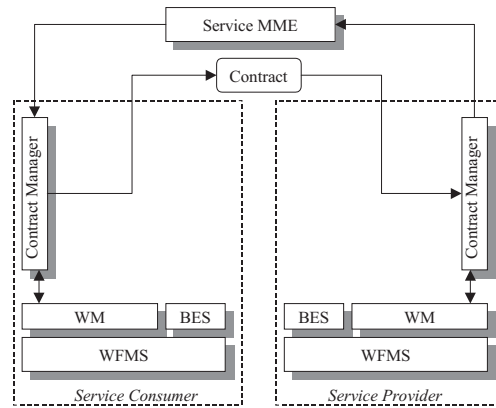 Service MME
Contract
Contract Manager
Contract Manager
WM
BES
BES
WM
WFMS
WFMS
Service Consumer
Service Provider